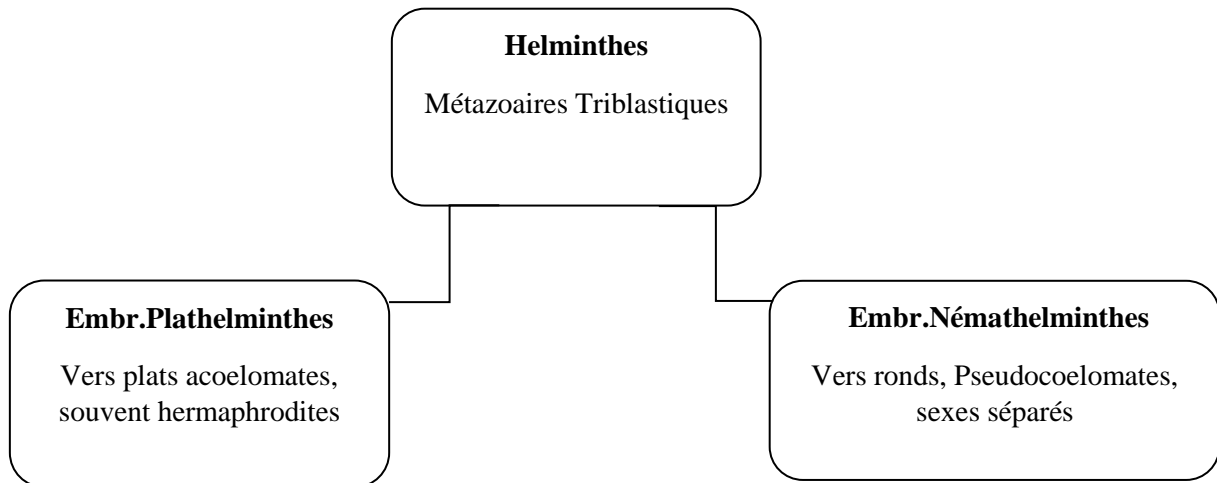 Helminthes
Métazoaires Triblastiques
Embr.Plathelminthes
Vers plats acoelomates,
souvent hermaphrodites
Embr.Némathelminthes
Vers ronds, Pseudocoelomates,
sexes séparés